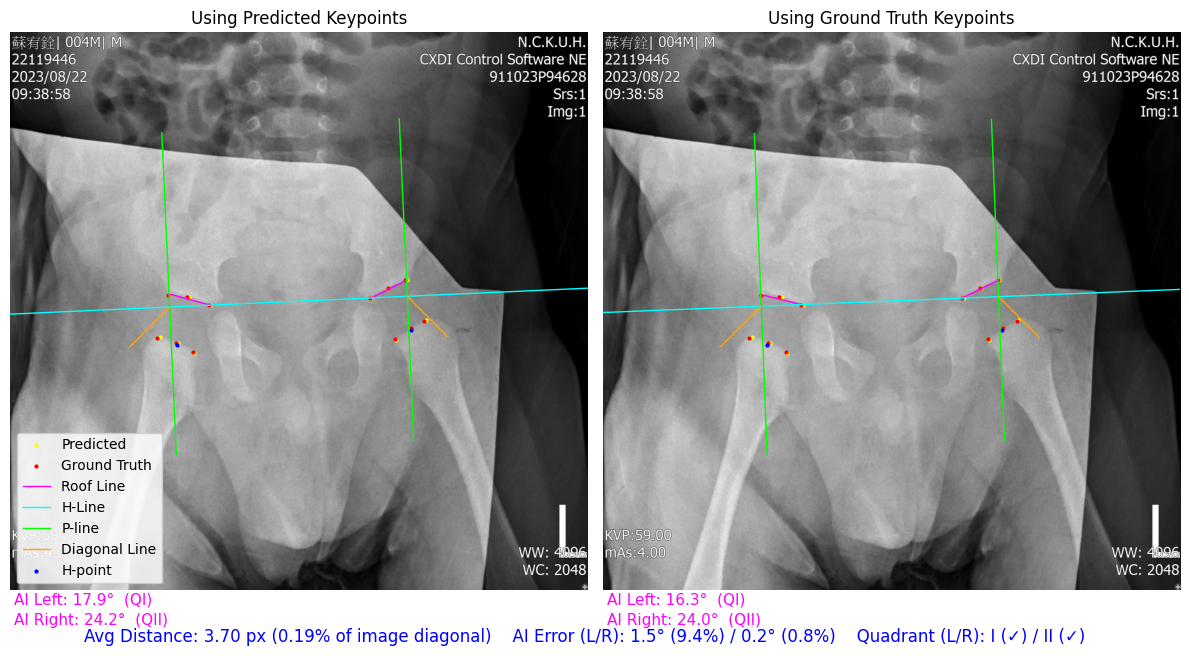 Using Predicted Keypoints
蘇宥銓| 004M| M
22119446
2023/08/22
09:38:58
N.C.K.U.H.
CXDI Control Software NE
911023P94628
Srs:1
Img:1
Predicted
Ground Truth
Roof Line
H-Line
P-line
Diagonal Line
H-point
WW: 4096
WC: 2048
AI Left: 17.9° (QI)
AI Right: 24.2° (QII)
Using Ground Truth Keypoints
蘇宥銓| 004M| M
22119446
2023/08/22
09:38:58
N.C.K.U.H.
CXDI Control Software NE
911023P94628
Srs:1
Img:1
KVP:59.00
mAs:4.00
WW: 4096
WC: 2048
AI Left: 16.3° (QI)
AI Right: 24.0° (QII)
Avg Distance: 3.70 px (0.19% of image diagonal) AI Error (L/R): 1.5° (9.4%) / 0.2° (0.8%) Quadrant (L/R): I (✓) / II (✓)